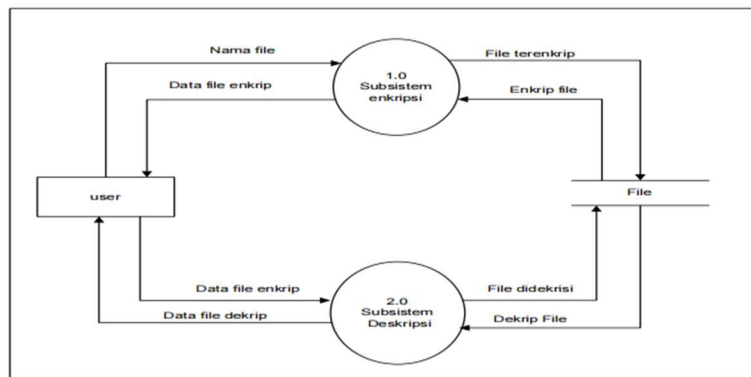 Nama file
File terenkrip
1.0
Subsistem
enkripsi
Data file enkrip
Enkrip file
user
File
Data file enkrip
File didekrisi
2.0
Subsistem
Deskripsi
Data file dekrip
Dekrip File